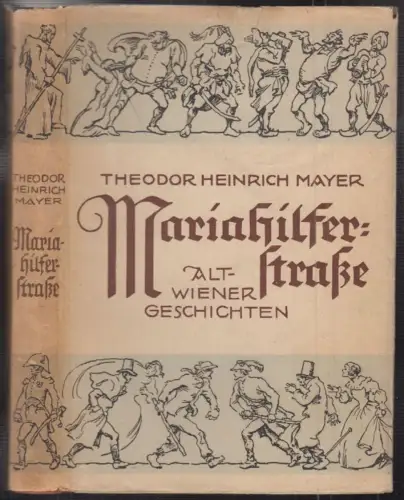 THEODOR
HEINRICH
MAYER
Maria-
hilfer-
straße
THEODOR HEINRICH MAYER
Mariahilfer-
straße
ALT-
WIENER
GESCHICHTEN